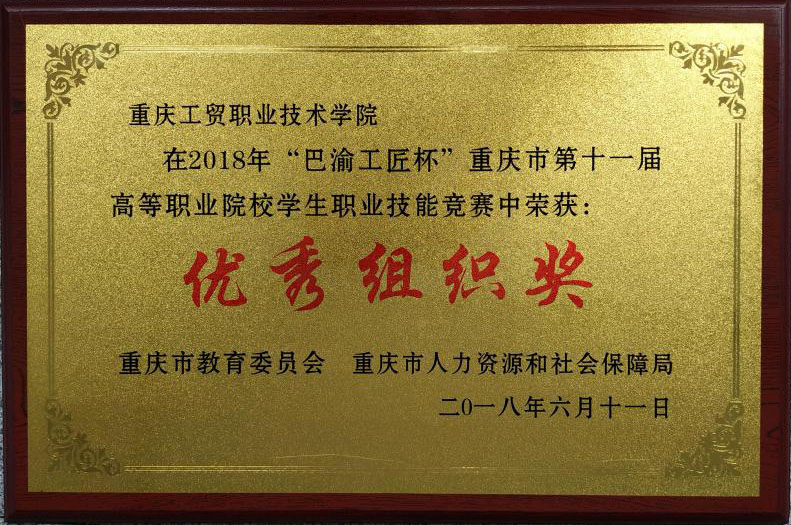 重庆工贸职业技术学院
在2018年“巴渝工匠杯”重庆市第十一届
高等职业院校学生职业技能竞赛中荣获：
优秀组织奖
重庆市教育委员会 重庆市人力资源和社会保障局
二0一八年六月十一日